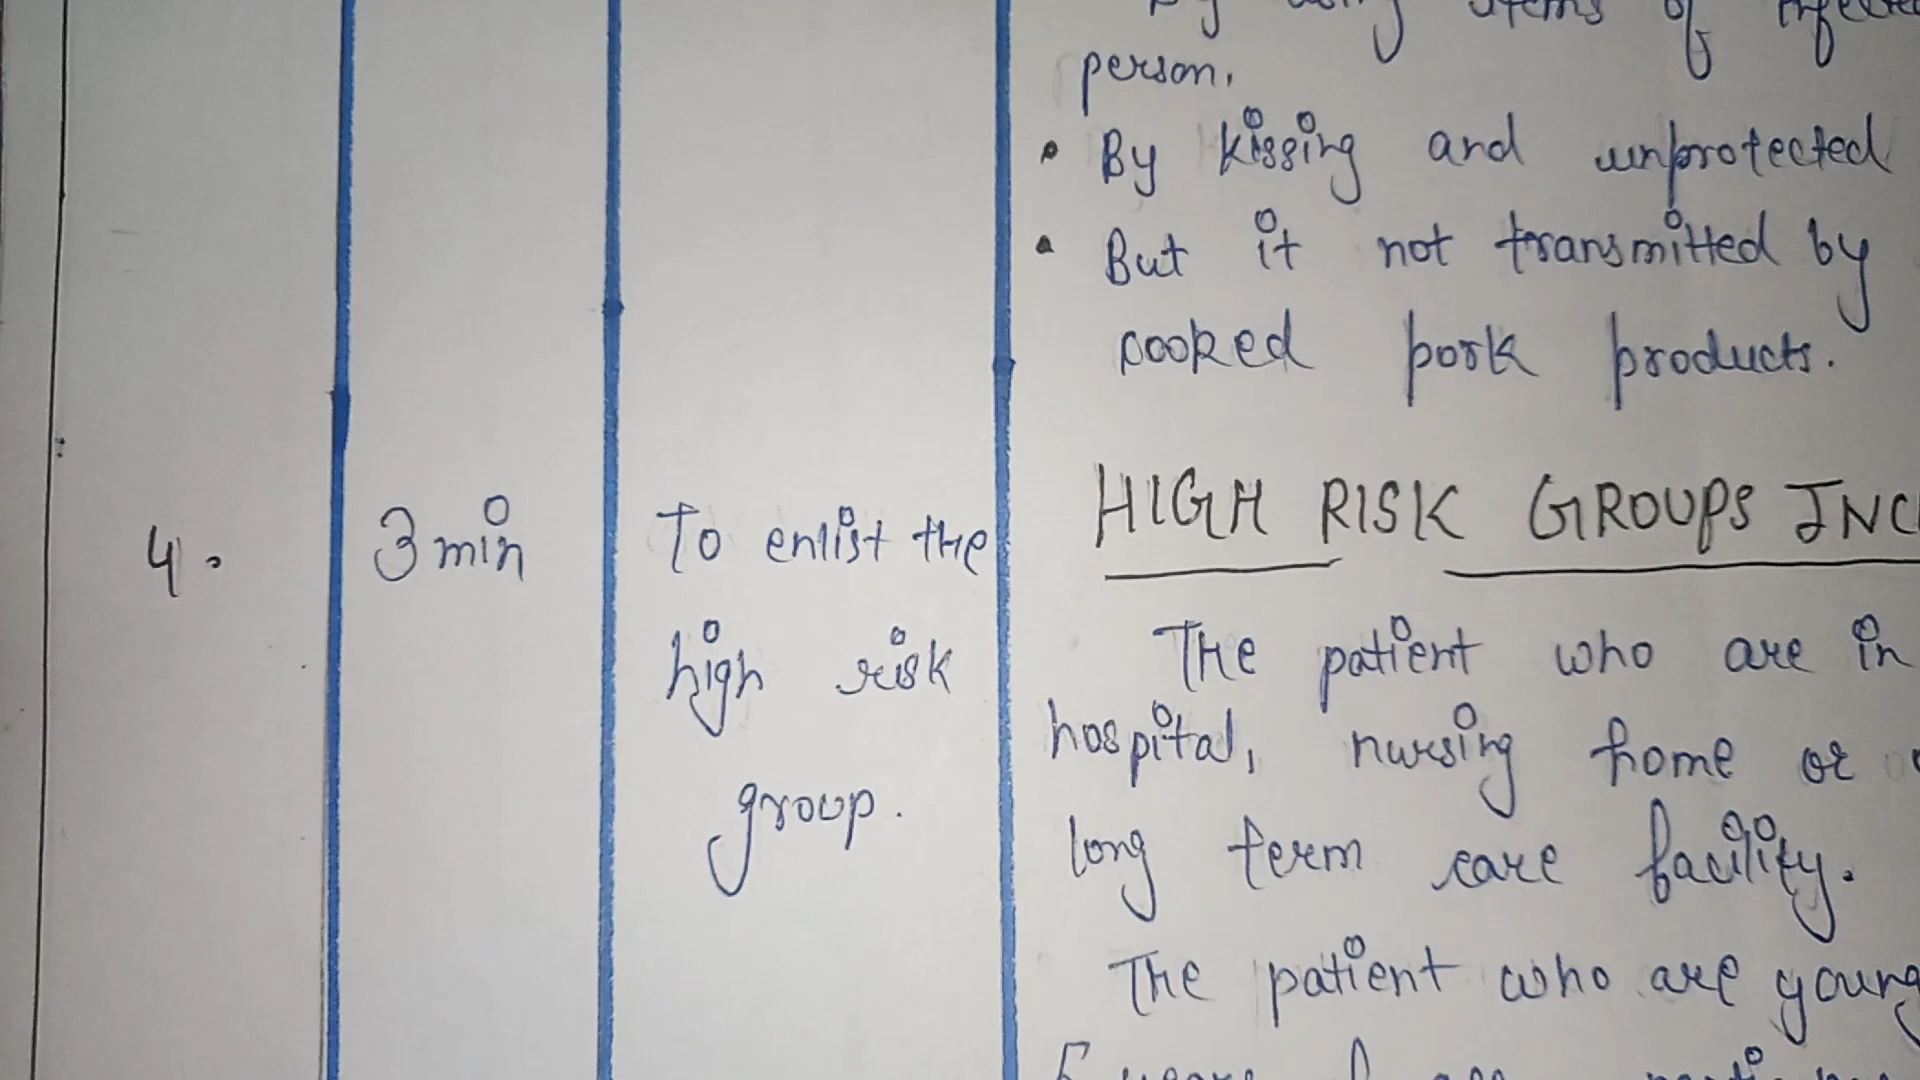 person.
• By kissing and unprotected
• But it not transmitted by
cooked pork products.
4. 3 min To enlist the
high risk
group.
HIGH RISK GROUPS INC
The patient who are in
hospital, nursing home or
long term care facility.
The patient who are young